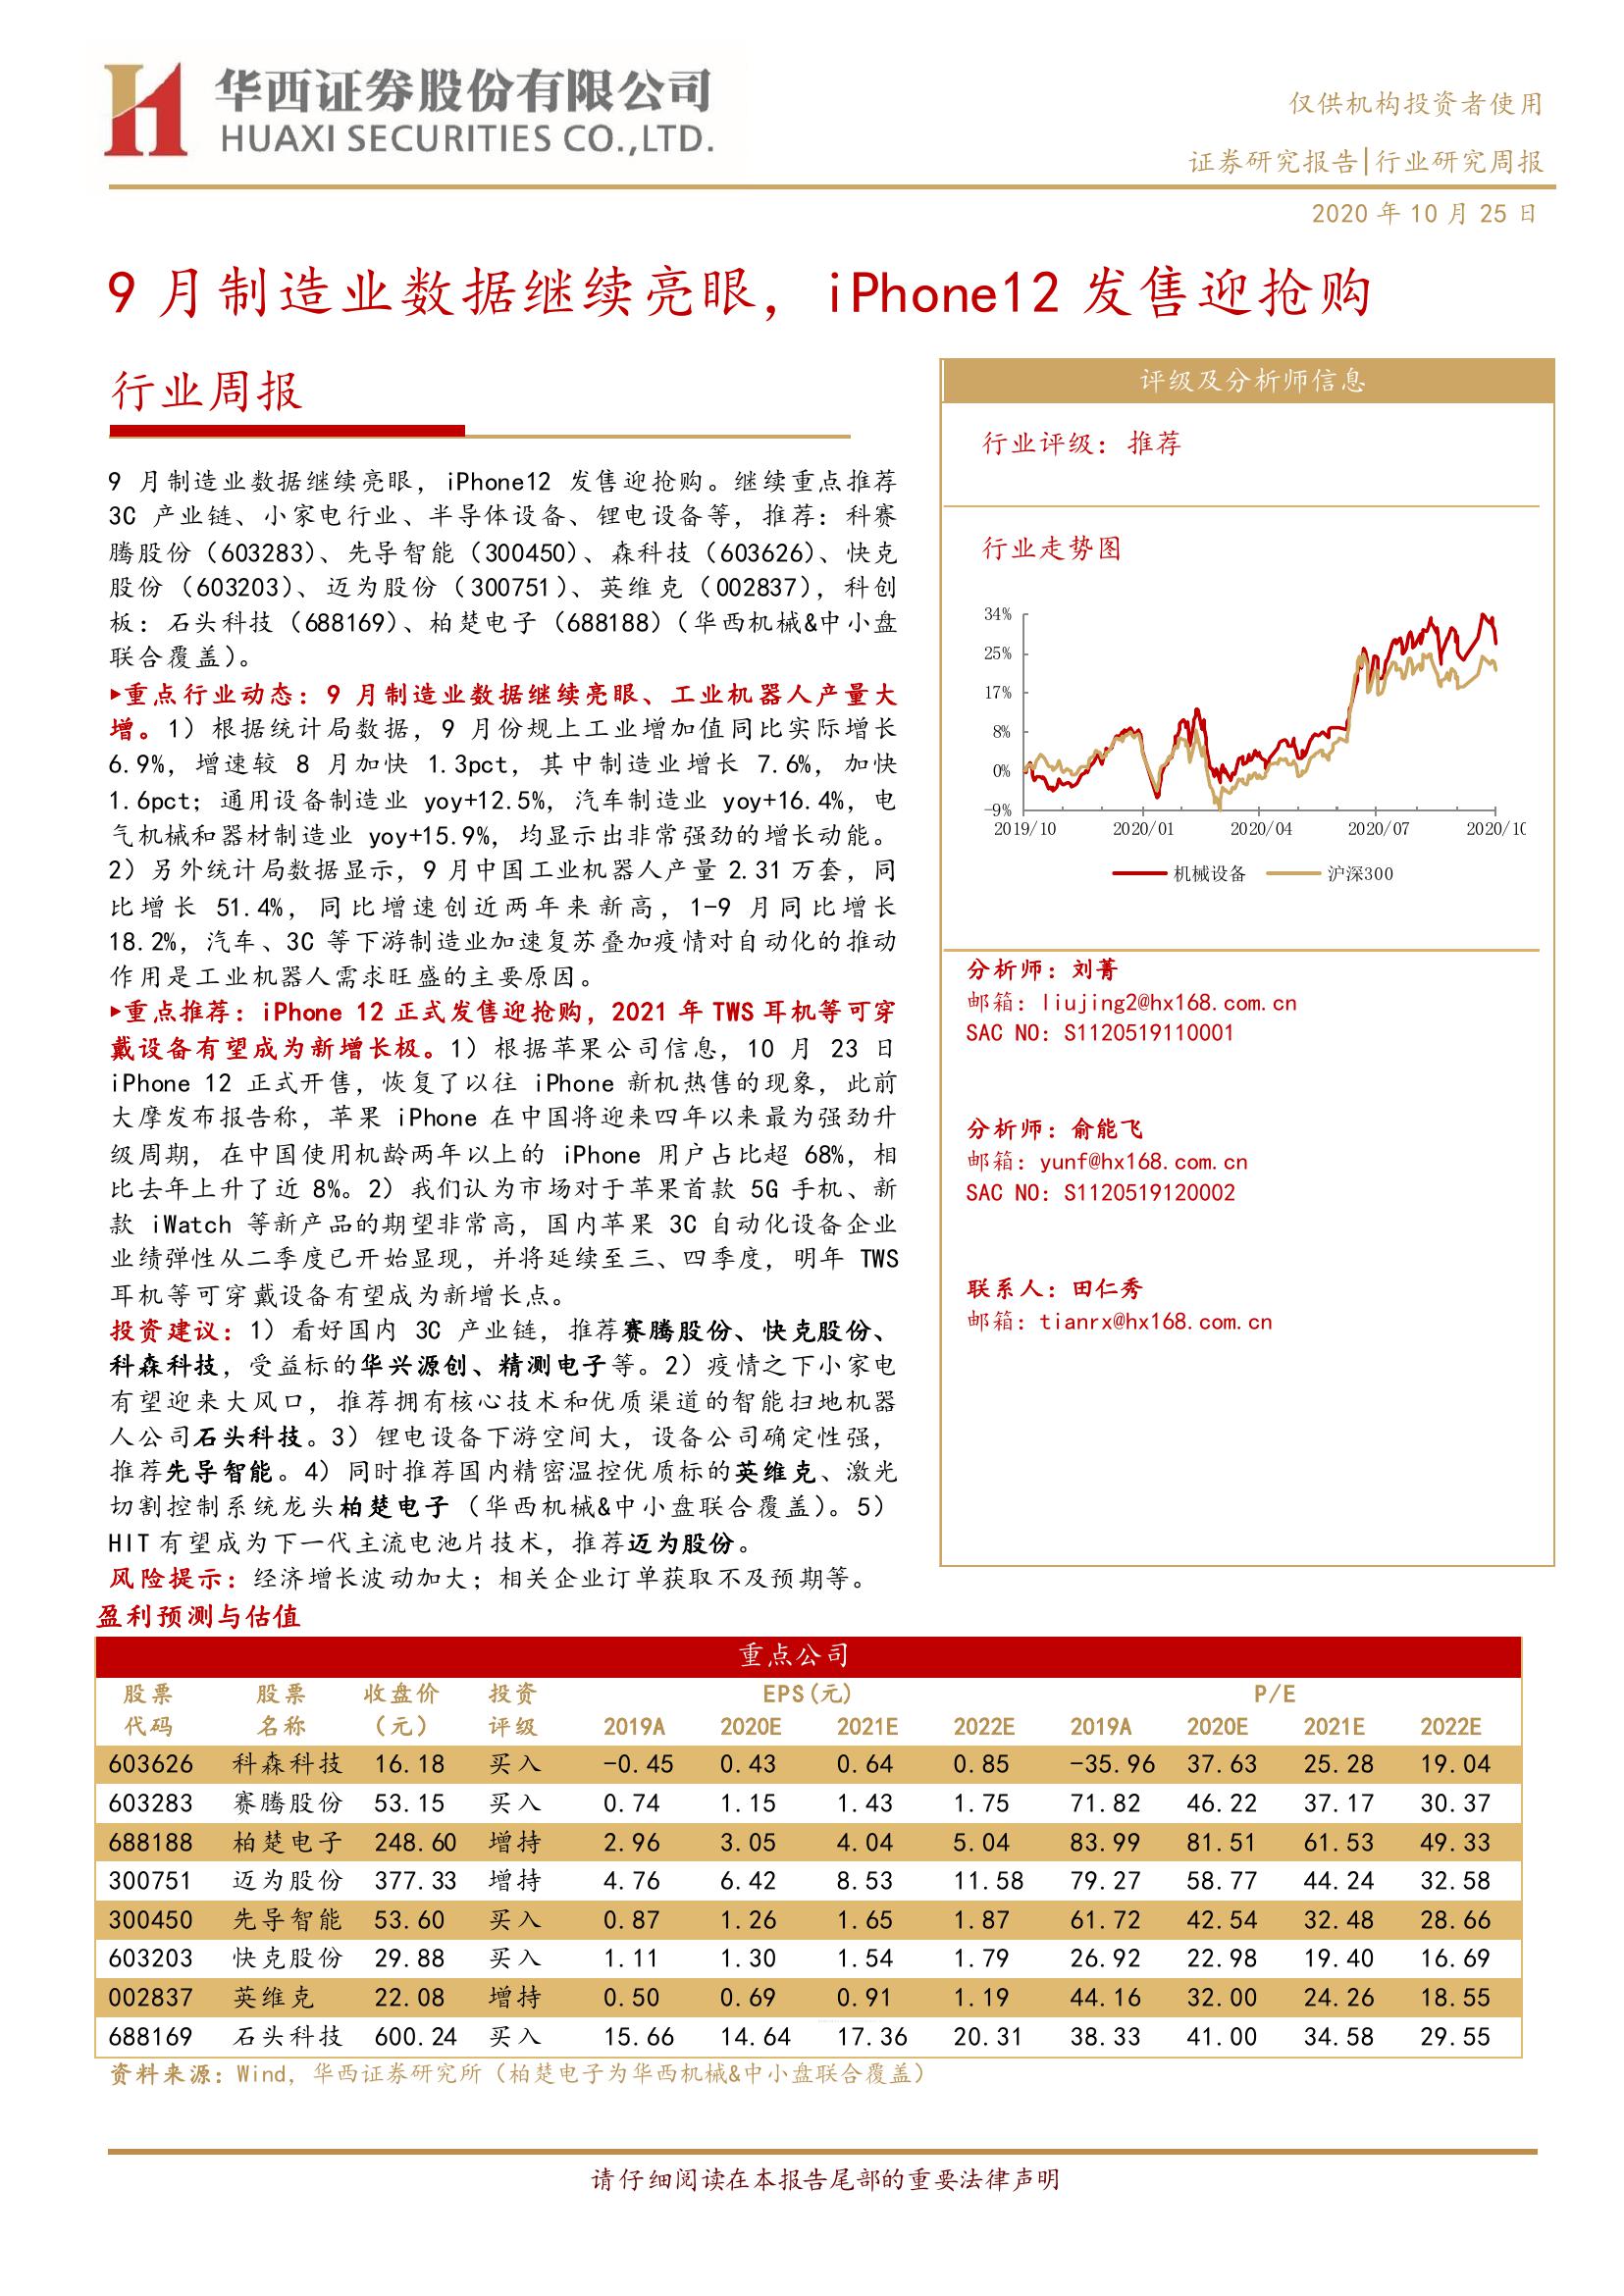 华西证券股份有限公司
HUAXI SECURITIES CO.,LTD.
仅供机构投资者使用
证券研究报告|行业研究周报
2020 年 10 月 25 日
9 月制造业数据继续亮眼，iPhone12 发售迎抢购
行业周报
9 月制造业数据继续亮眼，iPhone12 发售迎抢购。继续重点推荐
3C 产业链、小家电行业、半导体设备、锂电设备等，推荐：科赛
腾股份（603283）、先导智能（300450）、森科技（603626）、快克
股份（603203）、迈为股份（300751）、英维克（002837），科创
板：石头科技（688169）、柏楚电子（688188）（华西机械&中小盘
联合覆盖）。
▸重点行业动态：9 月制造业数据继续亮眼、工业机器人产量大
增。1）根据统计局数据，9 月份规上工业增加值同比实际增长
6.9%，增速较 8 月加快 1.3pct，其中制造业增长 7.6%，加快
1.6pct；通用设备制造业 yoy+12.5%，汽车制造业 yoy+16.4%，电
气机械和器材制造业 yoy+15.9%，均显示出非常强劲的增长动能。
2）另外统计局数据显示，9 月中国工业机器人产量 2.31 万套，同
比增长 51.4%，同比增速创近两年来新高，1-9 月同比增长
18.2%，汽车、3C 等下游制造业加速复苏叠加疫情对自动化的推动
作用是工业机器人需求旺盛的主要原因。
▸重点推荐：iPhone 12 正式发售迎抢购，2021 年 TWS 耳机等可穿
戴设备有望成为新增长极。1）根据苹果公司信息，10 月 23 日
iPhone 12 正式开售，恢复了以往 iPhone 新机热售的现象，此前
大摩发布报告称，苹果 iPhone 在中国将迎来四年以来最为强劲升
级周期，在中国使用机龄两年以上的 iPhone 用户占比超 68%，相
比去年上升了近 8%。2）我们认为市场对于苹果首款 5G 手机、新
款 iWatch 等新产品的期望非常高，国内苹果 3C 自动化设备企业
业绩弹性从二季度已开始显现，并将延续至三、四季度，明年 TWS
耳机等可穿戴设备有望成为新增长点。
投资建议：1）看好国内 3C 产业链，推荐赛腾股份、快克股份、
科森科技，受益标的华兴源创、精测电子等。2）疫情之下小家电
有望迎来大风口，推荐拥有核心技术和优质渠道的智能扫地机器
人公司石头科技。3）锂电设备下游空间大，设备公司确定性强，
推荐先导智能。4）同时推荐国内精密温控优质标的英维克、激光
切割控制系统龙头柏楚电子（华西机械&中小盘联合覆盖）。5）
HIT 有望成为下一代主流电池片技术，推荐迈为股份。
风险提示：经济增长波动加大；相关企业订单获取不及预期等。
评级及分析师信息
行业评级：推荐
行业走势图
34%
25%
17%
8%
0%
-9%
2019/10 2020/01 2020/04 2020/07 2020/10
机械设备 沪深300
分析师：刘菁
邮箱：liujing2@hx168.com.cn
SAC NO：S1120519110001
分析师：俞能飞
邮箱：yunf@hx168.com.cn
SAC NO：S1120519120002
联系人：田仁秀
邮箱：tianrx@hx168.com.cn
盈利预测与估值
重点公司
股票 股票 收盘价 投资 EPS(元) P/E
代码 名称 （元） 评级 2019A 2020E 2021E 2022E 2019A 2020E 2021E 2022E
603626 科森科技 16.18 买入 -0.45 0.43 0.64 0.85 -35.96 37.63 25.28 19.04
603283 赛腾股份 53.15 买入 0.74 1.15 1.43 1.75 71.82 46.22 37.17 30.37
688188 柏楚电子 248.60 增持 2.96 3.05 4.04 5.04 83.99 81.51 61.53 49.33
300751 迈为股份 377.33 增持 4.76 6.42 8.53 11.58 79.27 58.77 44.24 32.58
300450 先导智能 53.60 买入 0.87 1.26 1.65 1.87 61.72 42.54 32.48 28.66
603203 快克股份 29.88 买入 1.11 1.30 1.54 1.79 26.92 22.98 19.40 16.69
002837 英维克 22.08 增持 0.50 0.69 0.91 1.19 44.16 32.00 24.26 18.55
688169 石头科技 600.24 买入 15.66 14.64 17.36 20.31 38.33 41.00 34.58 29.55
资料来源：Wind，华西证券研究所（柏楚电子为华西机械&中小盘联合覆盖）
请仔细阅读在本报告尾部的重要法律声明